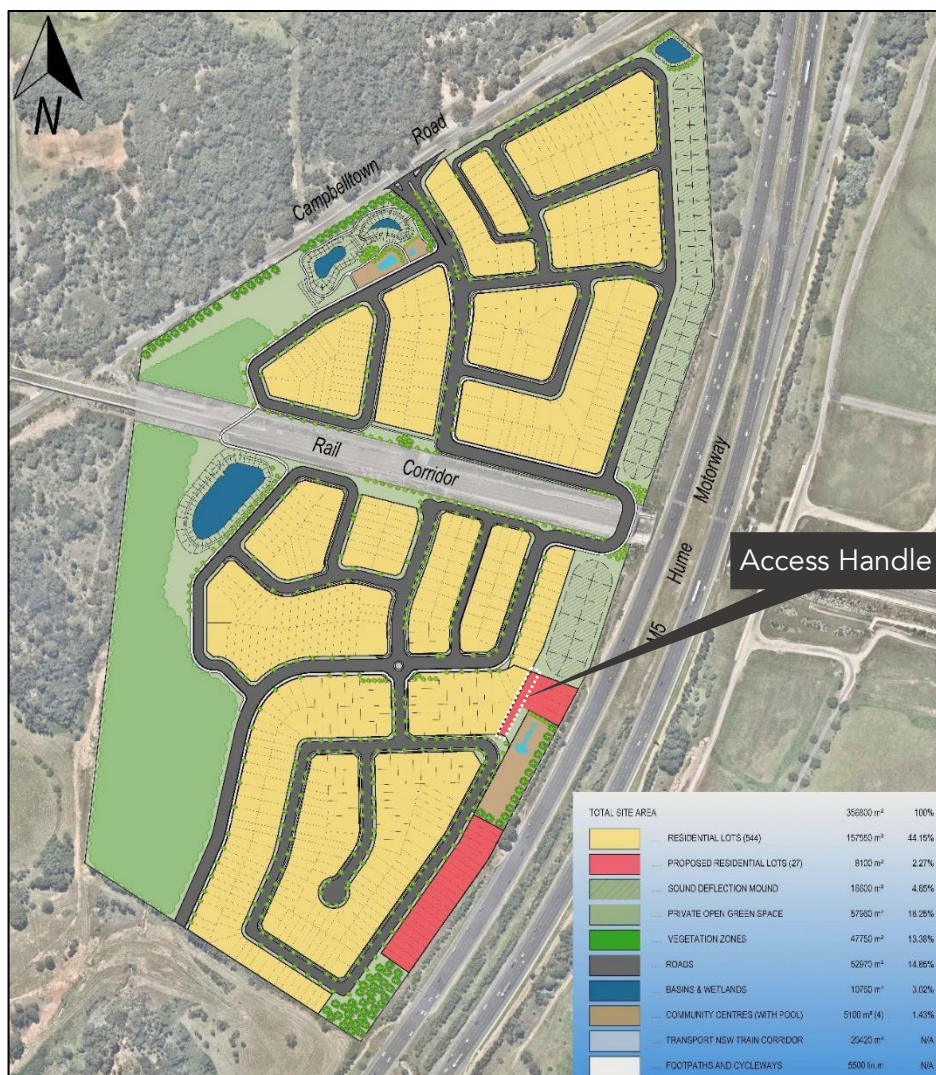 N
Campbelltown Road
Rail Corridor
Hume Motorway
M5
Access Handle
TOTAL SITE AREA 356800 m² 100%
RESIDENTIAL LOTS (544) 157550 m² 44.15%
PROPOSED RESIDENTIAL LOTS (27) 8100 m² 2.27%
SOUND DEFLECTION MOUND 16600 m² 4.65%
PRIVATE OPEN GREEN SPACE 57980 m² 16.25%
VEGETATION ZONES 47750 m² 13.38%
ROADS 52970 m² 14.85%
BASINS & WETLANDS 10760 m² 3.02%
COMMUNITY CENTRES (WITH POOL) 5100 m² (4) 1.43%
TRANSPORT NSW TRAIN CORRIDOR 20420 m² N/A
FOOTPATHS AND CYCLEWAYS 5500 lin.m N/A